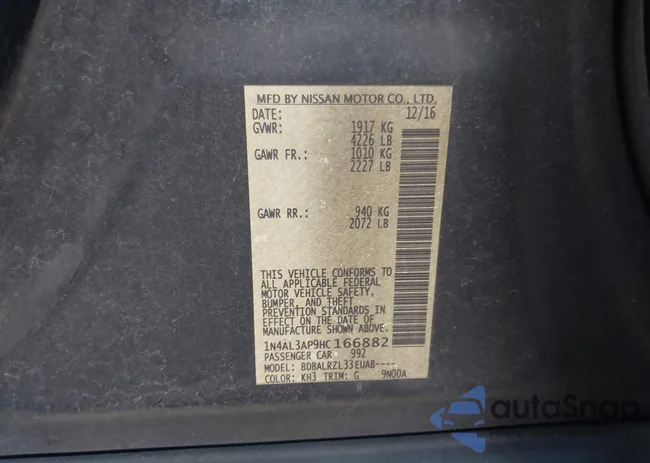 MFD BY NISSAN MOTOR CO., LTD.
DATE: 12/16
GVWR: 1917 KG
4226 LB
GAWR FR.: 1010 KG
2227 LB
GAWR RR.: 940 KG
2072 LB
THIS VEHICLE CONFORMS TO
ALL APPLICABLE FEDERAL
MOTOR VEHICLE SAFETY,
BUMPER, AND THEFT
PREVENTION STANDARDS IN
EFFECT ON THE DATE OF
MANUFACTURE SHOWN ABOVE.
1N4AL3AP9HC166882
PASSENGER CAR 992
MODEL: BDBALRZL33EUAB----
COLOR: KH3 TRIM: G 9N00A
autoSnap